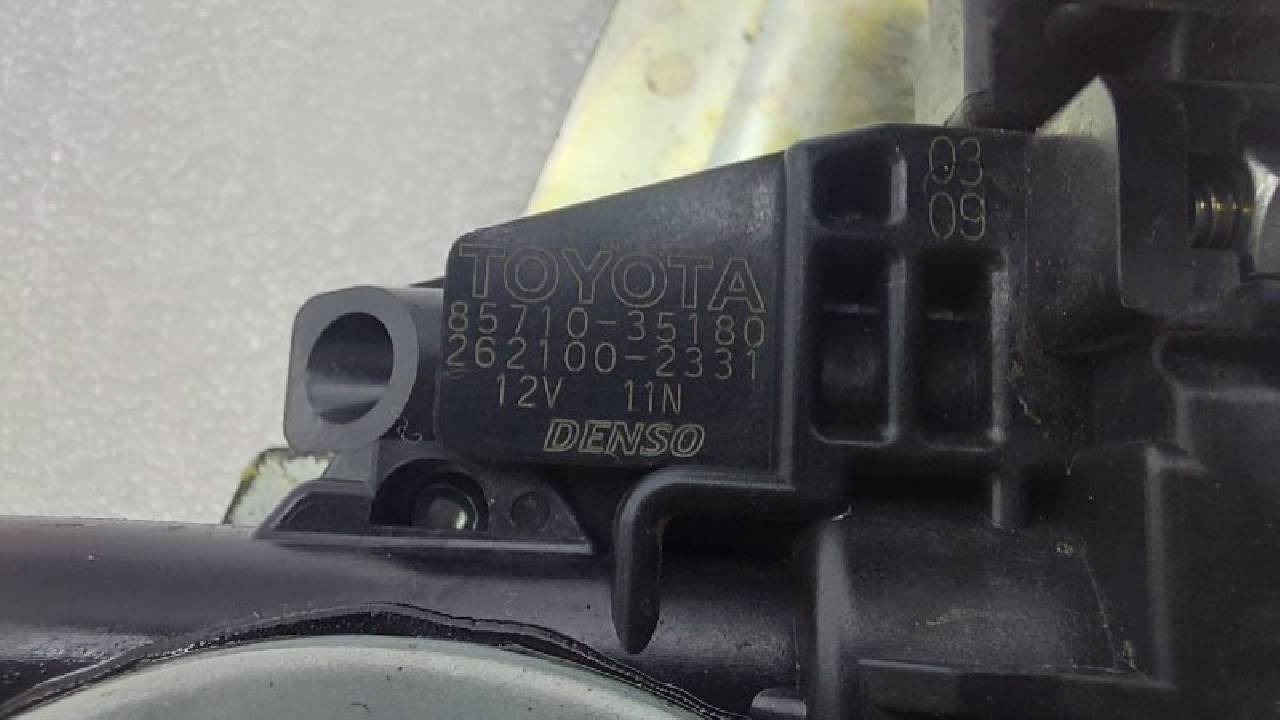 03
09
TOYOTA
85710-35180
262100-2331
12V 11N
DENSO